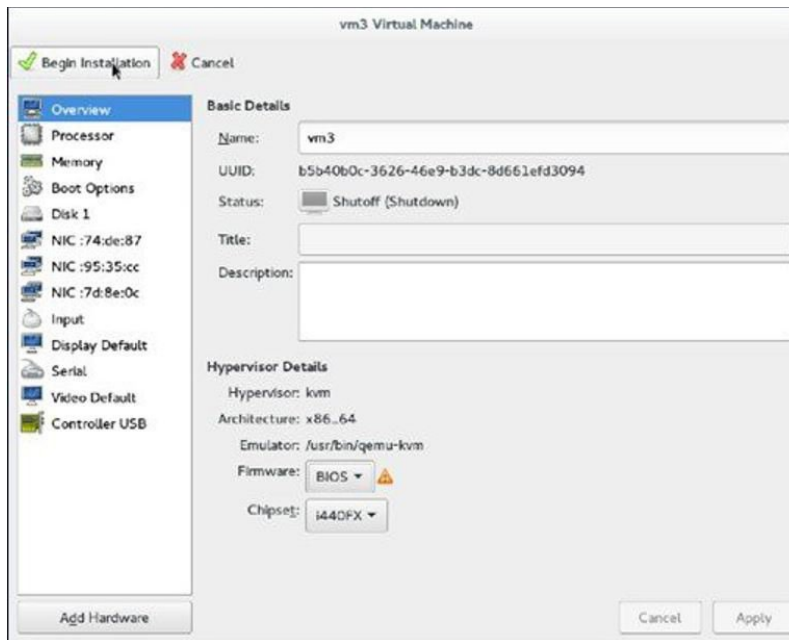 vm3 Virtual Machine
Begin Installation
Cancel
Overview
Processor
Memory
Boot Options
Disk 1
NIC :74:de:87
NIC :95:35:cc
NIC :7d:8e:0c
Input
Display Default
Serial
Video Default
Controller USB
Add Hardware
Basic Details
Name: vm3
UUID: b5b40b0c-3626-46e9-b3dc-8d661efd3094
Status: Shutoff (Shutdown)
Title:
Description:
Hypervisor Details
Hypervisor: kvm
Architecture: x86_64
Emulator: /usr/bin/qemu-kvm
Firmware: BIOS
Chipset: i440FX
Cancel
Apply